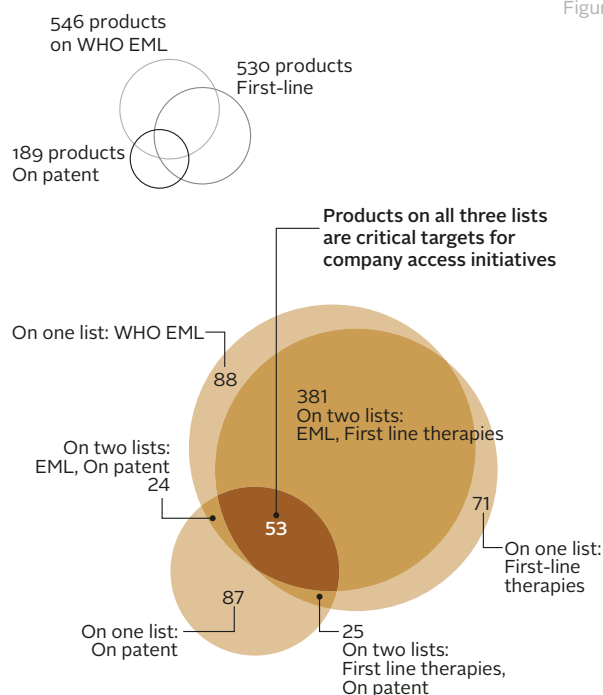 Figur
546 products
on WHO EML
530 products
First-line
189 products
On patent
Products on all three lists
are critical targets for
company access initiatives
On one list: WHO EML
88
381
On two lists:
EML, First line therapies
On two lists:
EML, On patent
24
53
71
On one list:
First-line
therapies
87
On one list:
On patent
25
On two lists:
First line therapies,
On patent